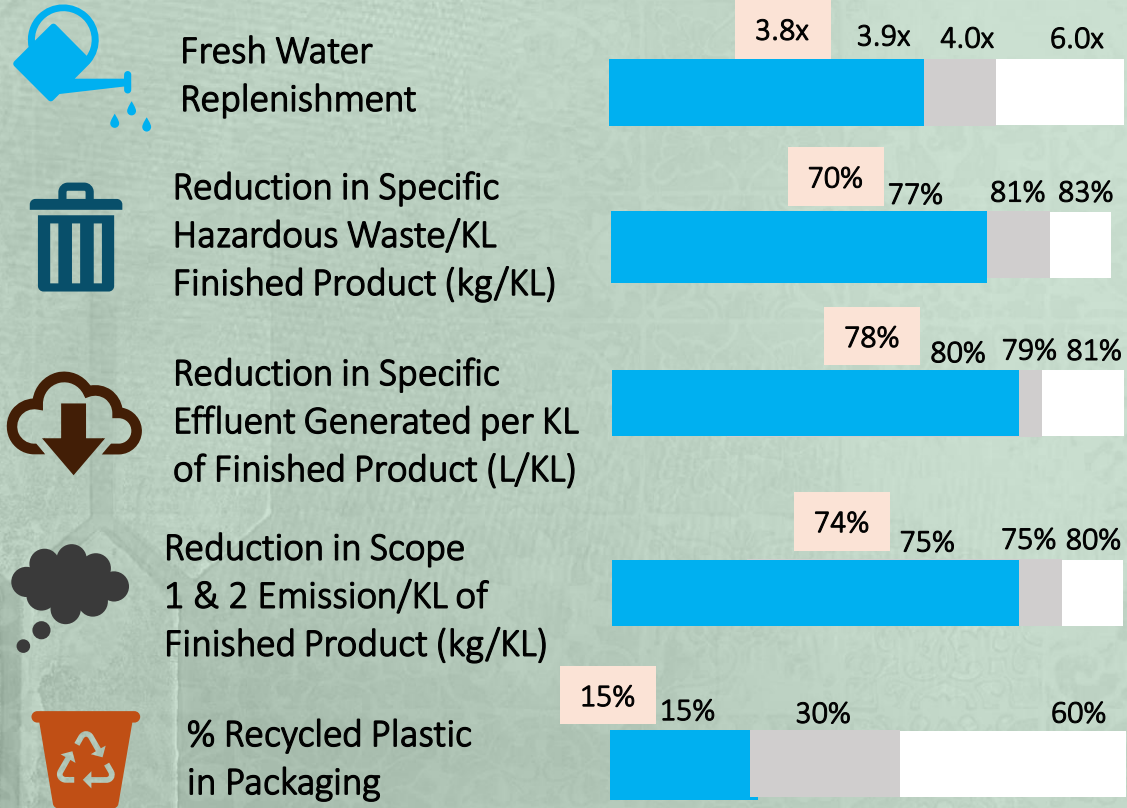 Fresh Water
Replenishment
3.8x 3.9x 4.0x 6.0x
Reduction in Specific
Hazardous Waste/KL
Finished Product (kg/KL)
70% 77% 81% 83%
Reduction in Specific
Effluent Generated per KL
of Finished Product (L/KL)
78% 80% 79% 81%
Reduction in Scope
1 & 2 Emission/KL of
Finished Product (kg/KL)
74% 75% 75% 80%
% Recycled Plastic
in Packaging
15% 15% 30% 60%